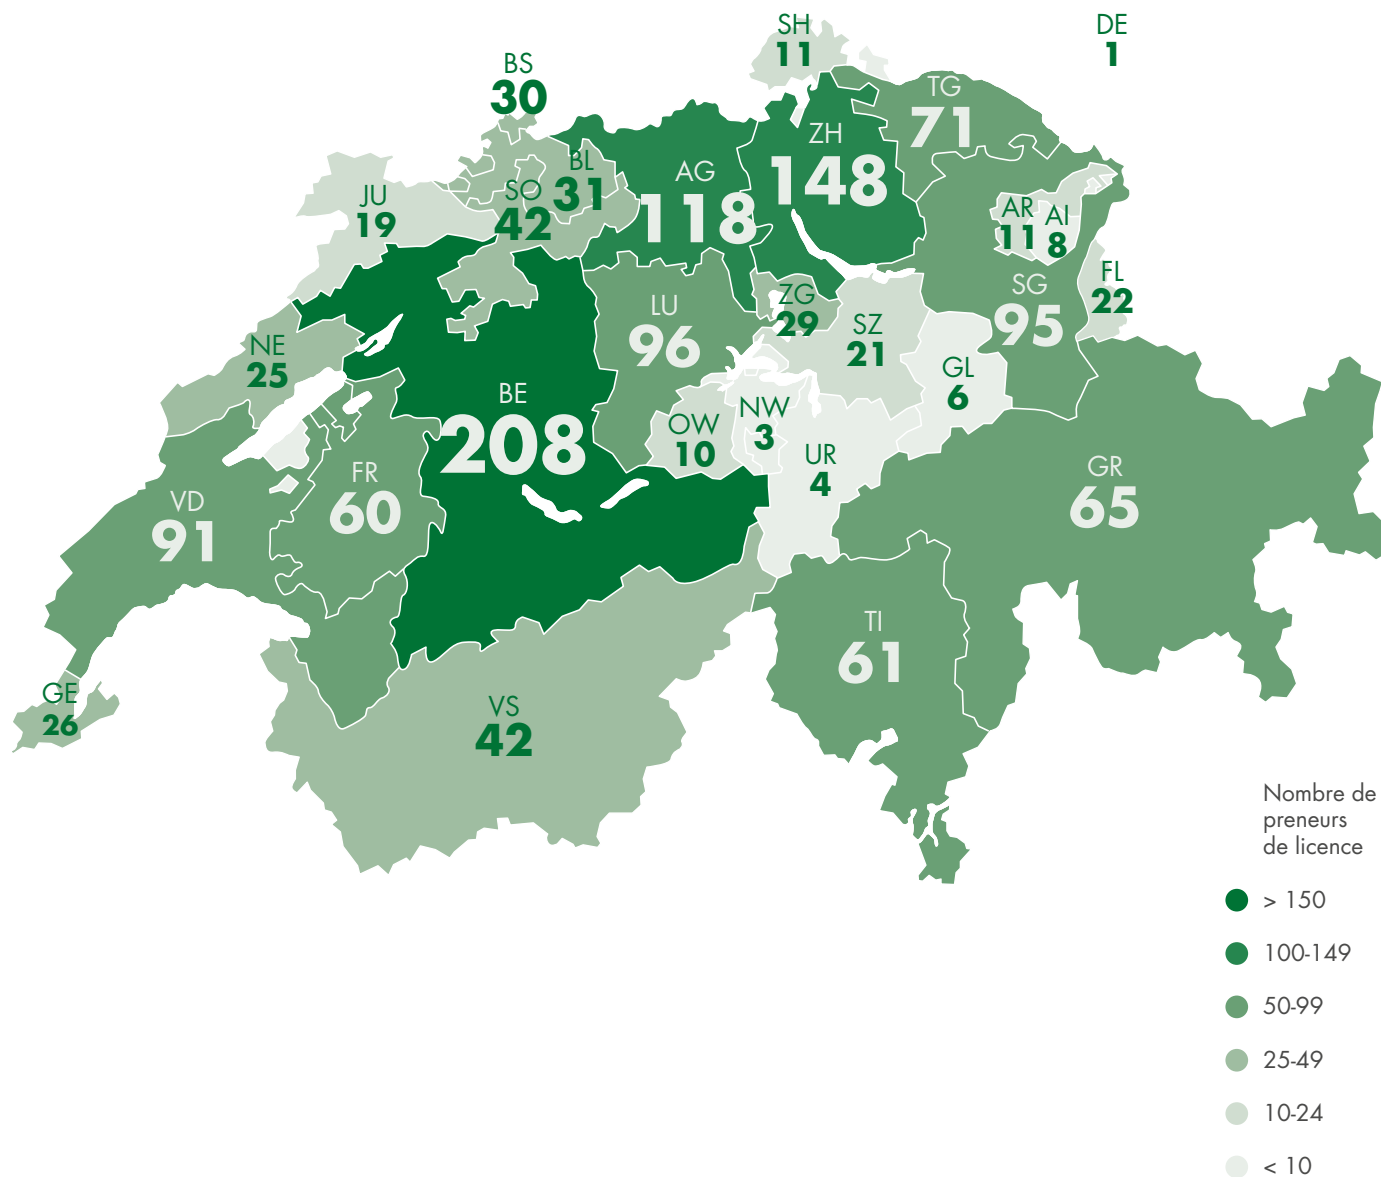 SH
11
DE
1
BS
30
TG
71
ZH
148
BL
31
AG
118
SO
42
JU
19
AR
11
AI
8
FL
22
SG
95
ZG
29
LU
96
SZ
21
NE
25
GL
6
BE
208
NW
3
OW
10
UR
4
FR
60
GR
65
VD
91
TI
61
GE
26
VS
42
Nombre de
preneurs
de licence
> 150
100-149
50-99
25-49
10-24
< 10